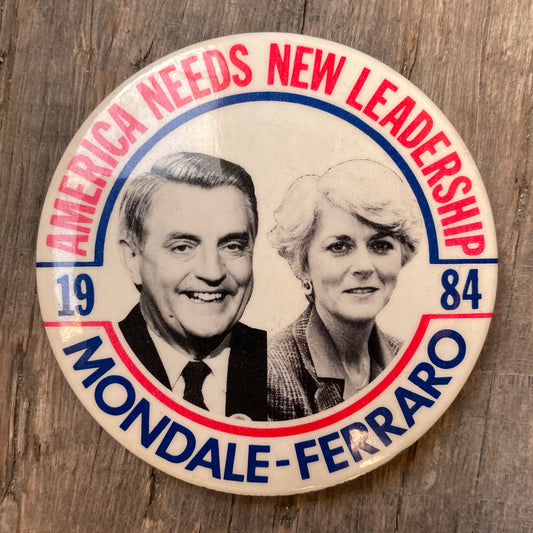 AMERICA NEEDS NEW LEADERSHIP
19 84
MONDALE-FERRARO